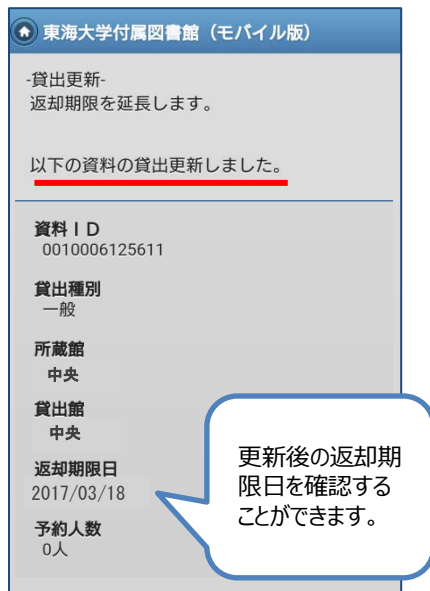 東海大学付属図書館（モバイル版）
-貸出更新-
返却期限を延長します。
以下の資料の貸出更新しました。
資料ＩＤ
0010006125611
貸出種別
一般
所蔵館
中央
貸出館
中央
返却期限日
2017/03/18
予約人数
0人
更新後の返却期
限日を確認する
ことができます。